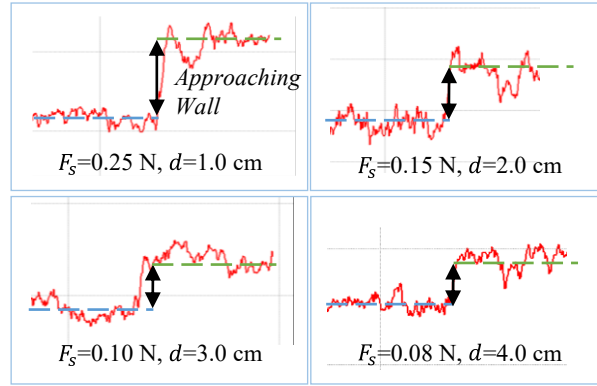 Approaching
Wall
Fₛ=0.25 N, d=1.0 cm
Fₛ=0.15 N, d=2.0 cm
Fₛ=0.10 N, d=3.0 cm
Fₛ=0.08 N, d=4.0 cm